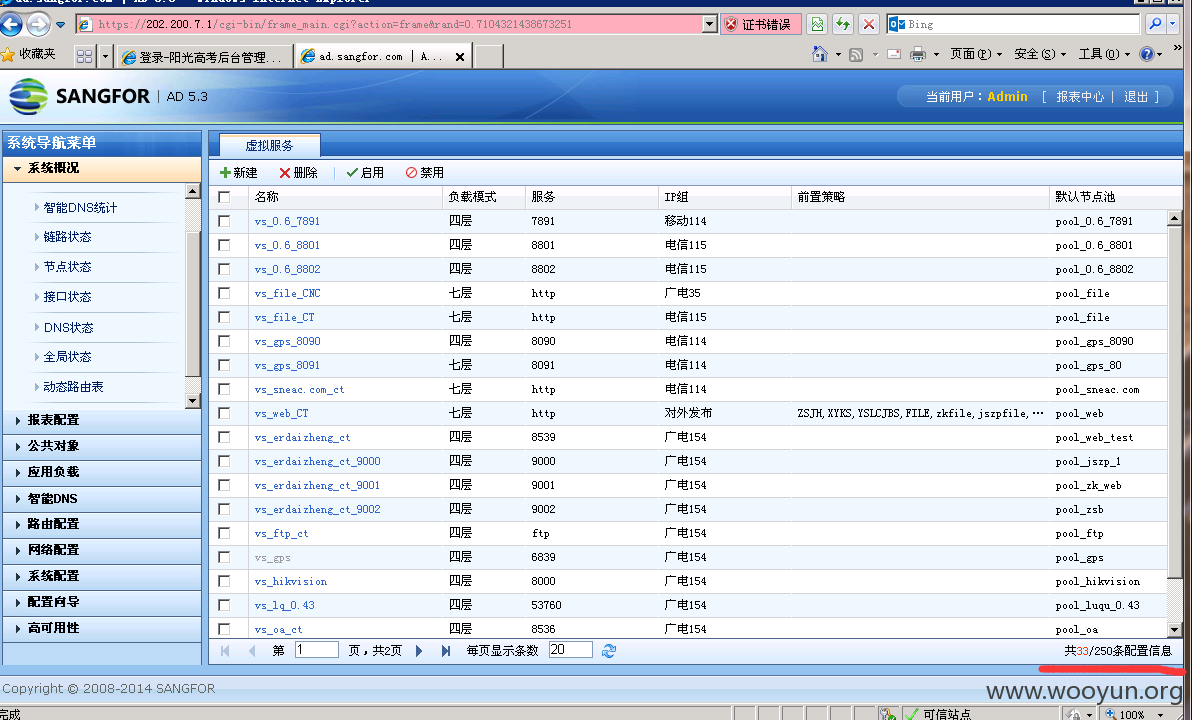 https://202.200.7.1/cgi-bin/frame_main.cgi?action=frame&rand=0.7104321438673251 证书错误 Bing
收藏夹 登录-阳光高考后台管理... ad.sangfor.com | A... 页面(P) 安全(S) 工具(O)
SANGFOR | AD 5.3 当前用户：Admin [ 报表中心 | 退出 ]
系统导航菜单
系统概况
智能DNS统计
链路状态
节点状态
接口状态
DNS状态
全局状态
动态路由表
报表配置
公共对象
应用负载
智能DNS
路由配置
网络配置
系统配置
配置向导
高可用性
虚拟服务
新建 删除 启用 禁用
名称 负载模式 服务 IP组 前置策略 默认节点池
vs_0.6_7891 四层 7891 移动114 pool_0.6_7891
vs_0.6_8801 四层 8801 电信115 pool_0.6_8801
vs_0.6_8802 四层 8802 电信115 pool_0.6_8802
vs_file_CNC 七层 http 广电35 pool_file
vs_file_CT 七层 http 电信115 pool_file
vs_gps_8090 四层 8090 电信114 pool_gps_8090
vs_gps_8091 七层 8091 电信114 pool_gps_80
vs_sneac.com_ct 七层 http 电信114 pool_sneac.com
vs_web_CT 七层 http 对外发布 ZSJH,XYKS,YSLCJBS,FILE,zkfile,jszpfile,… pool_web
vs_erdaizheng_ct 四层 8539 广电154 pool_web_test
vs_erdaizheng_ct_9000 四层 9000 广电154 pool_jszp_1
vs_erdaizheng_ct_9001 四层 9001 广电154 pool_zk_web
vs_erdaizheng_ct_9002 四层 9002 广电154 pool_zsb
vs_ftp_ct 四层 ftp 广电154 pool_ftp
vs_gps 四层 6839 广电154 pool_gps
vs_hikvision 四层 8000 广电154 pool_hikvision
vs_lq_0.43 四层 53760 广电154 pool_luqu_0.43
vs_oa_ct 四层 8536 广电154 pool_oa
第 1 页，共2页 每页显示条数 20 共33/250条配置信息
Copyright © 2008-2014 SANGFOR
www.wooyun.org
完成 可信站点 100%